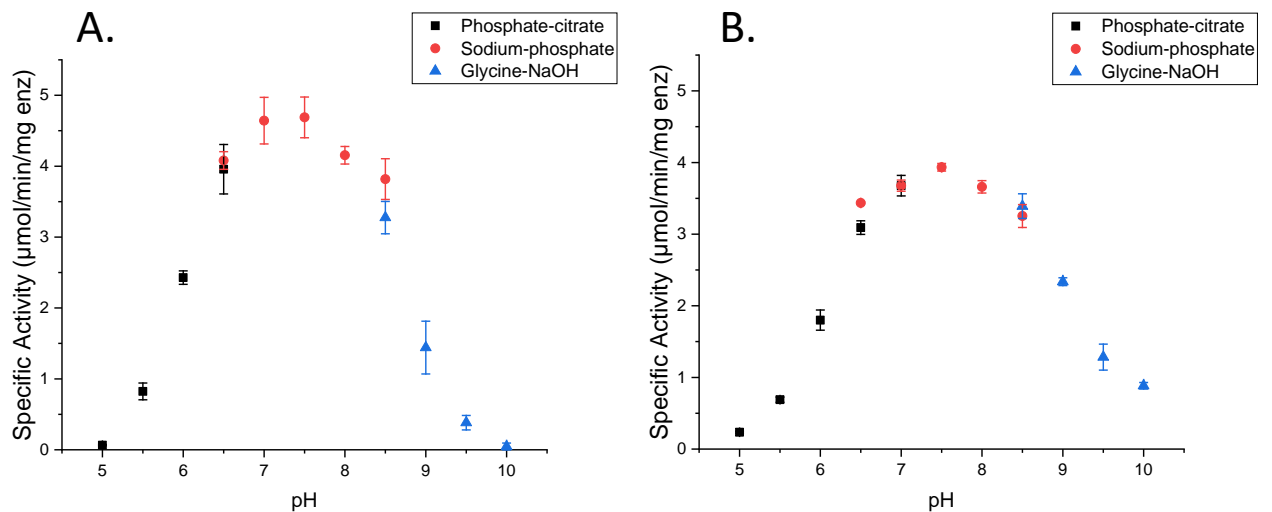 A.
Phosphate-citrate
Sodium-phosphate
Glycine-NaOH
Specific Activity (μmol/min/mg enz)
5
4
3
2
1
0
5 6 7 8 9 10
pH
B.
Phosphate-citrate
Sodium-phosphate
Glycine-NaOH
Specific Activity (μmol/min/mg enz)
5
4
3
2
1
0
5 6 7 8 9 10
pH